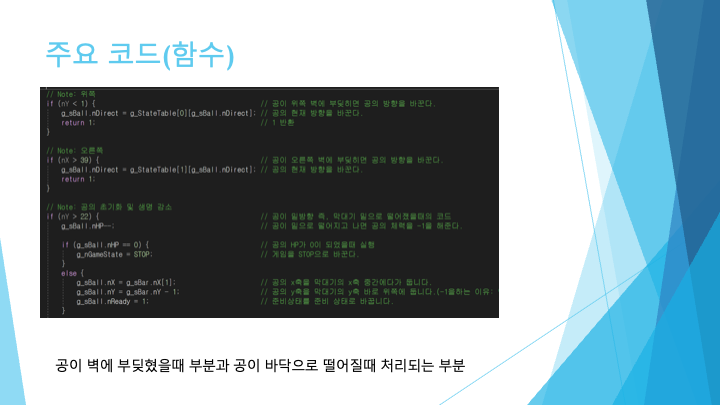 주요 코드(함수)
// Note: 위쪽
if (nY < 1) { // 공이 위쪽 벽에 부딪히면 공의 방향을 바꾼다.
g_sBall.nDirect = g_StateTable[0][g_sBall.nDirect]; // 공의 현재 방향을 바꾼다.
return 1; // 1 반환
}
// Note: 오른쪽
if (nX > 39) { // 공이 오른쪽 벽에 부딪히면 공의 방향을 바꾼다.
g_sBall.nDirect = g_StateTable[1][g_sBall.nDirect]; // 공의 현재 방향을 바꾼다.
return 1;
}
// Note: 공의 초기화 및 생명 감소
if (nY > 22) { // 공이 밑방향 즉, 막대기 밑으로 떨어졌을때의 코드
g_sBall.nHP--; // 공이 밑으로 떨어지고 나면 공의 체력을 -1을 해준다.
if (g_sBall.nHP == 0) { // 공의 HP가 0이 되었을때 실행
g_nGameState = STOP; // 게임을 STOP으로 바꾼다.
}
else {
g_sBall.nX = g_sBar.nX[1]; // 공의 x축을 막대기의 x축 중간에다가 둡니다.
g_sBall.nY = g_sBar.nY - 1; // 공의 y축을 막대기의 y축 바로 위쪽에 둡니다.(-1을하는 이유:
g_sBall.nReady = 1; // 준비상태를 준비 상태로 바꿉니다.
}
공이 벽에 부딪혔을때 부분과 공이 바닥으로 떨어질때 처리되는 부분